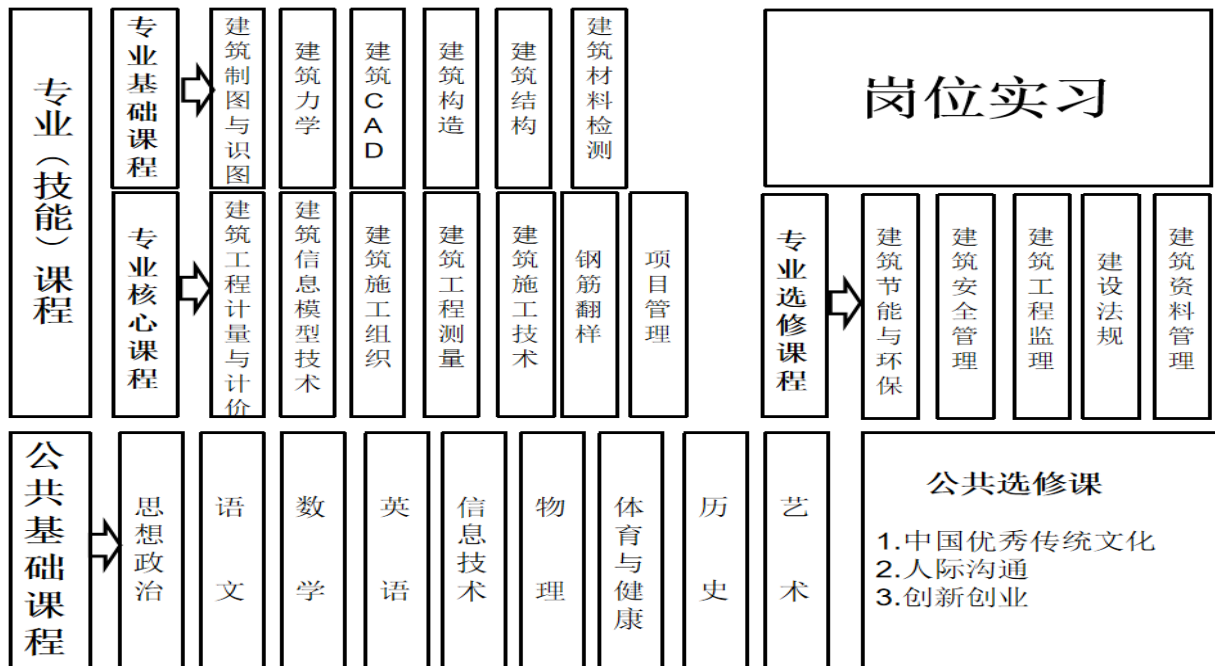 专业（技能）课程
专业基础课程
建筑制图与识图
建筑力学
建筑CAD
建筑构造
建筑结构
建筑材料检测
岗位实习
专业核心课程
建筑工程计量与计价
建筑信息模型技术
建筑施工组织
建筑工程测量
建筑施工技术
钢筋翻样
项目管理
专业选修课程
建筑节能与环保
建筑安全管理
建筑工程监理
建设法规
建筑资料管理
公共基础课程
思想政治
语文
数学
英语
信息技术
物理
体育与健康
历史
艺术
公共选修课
1.中国优秀传统文化
2.人际沟通
3.创新创业